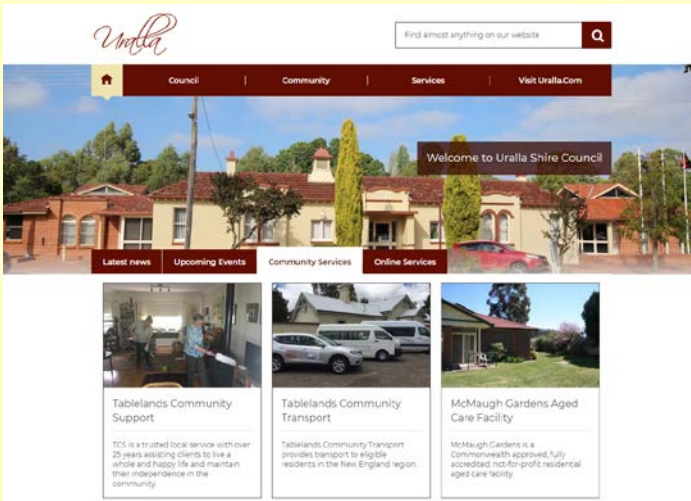 Uralla
Find almost anything on our website
Council
Community
Services
Visit Uralla.Com
Welcome to Uralla Shire Council
Latest news
Upcoming Events
Community Services
Online Services
Tablelands Community
Support
TCS is a trusted local service with over
25 years assisting clients to live a
whole and happy life and maintain
their independence in the
community.
Tablelands Community
Transport
Tablelands Community Transport
provides transport to eligible
residents in the New England region.
McMaugh Gardens Aged
Care Facility
McMaugh Gardens is a
Commonwealth approved, fully
accredited, not-for-profit residential
aged care facility.